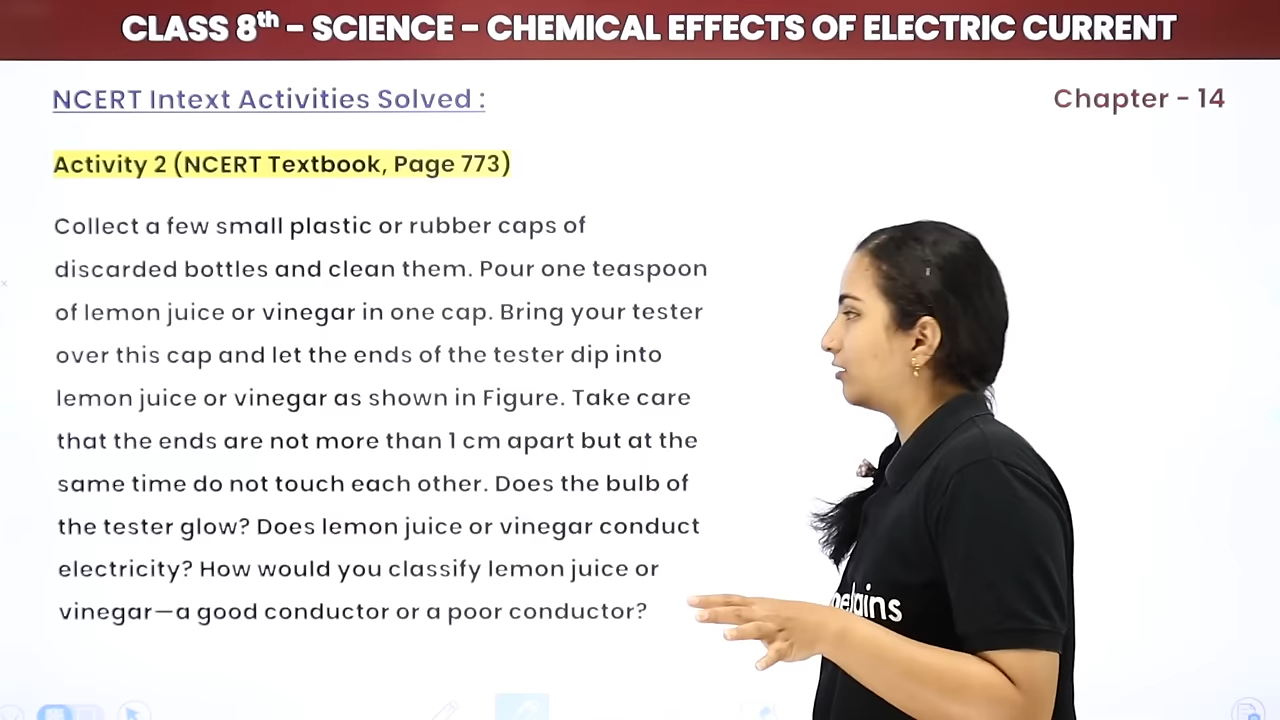 CLASS 8th - SCIENCE - CHEMICAL EFFECTS OF ELECTRIC CURRENT
NCERT Intext Activities Solved :
Chapter - 14
Activity 2 (NCERT Textbook, Page 773)
Collect a few small plastic or rubber caps of
discarded bottles and clean them. Pour one teaspoon
of lemon juice or vinegar in one cap. Bring your tester
over this cap and let the ends of the tester dip into
lemon juice or vinegar as shown in Figure. Take care
that the ends are not more than 1 cm apart but at the
same time do not touch each other. Does the bulb of
the tester glow? Does lemon juice or vinegar conduct
electricity? How would you classify lemon juice or
vinegar—a good conductor or a poor conductor?